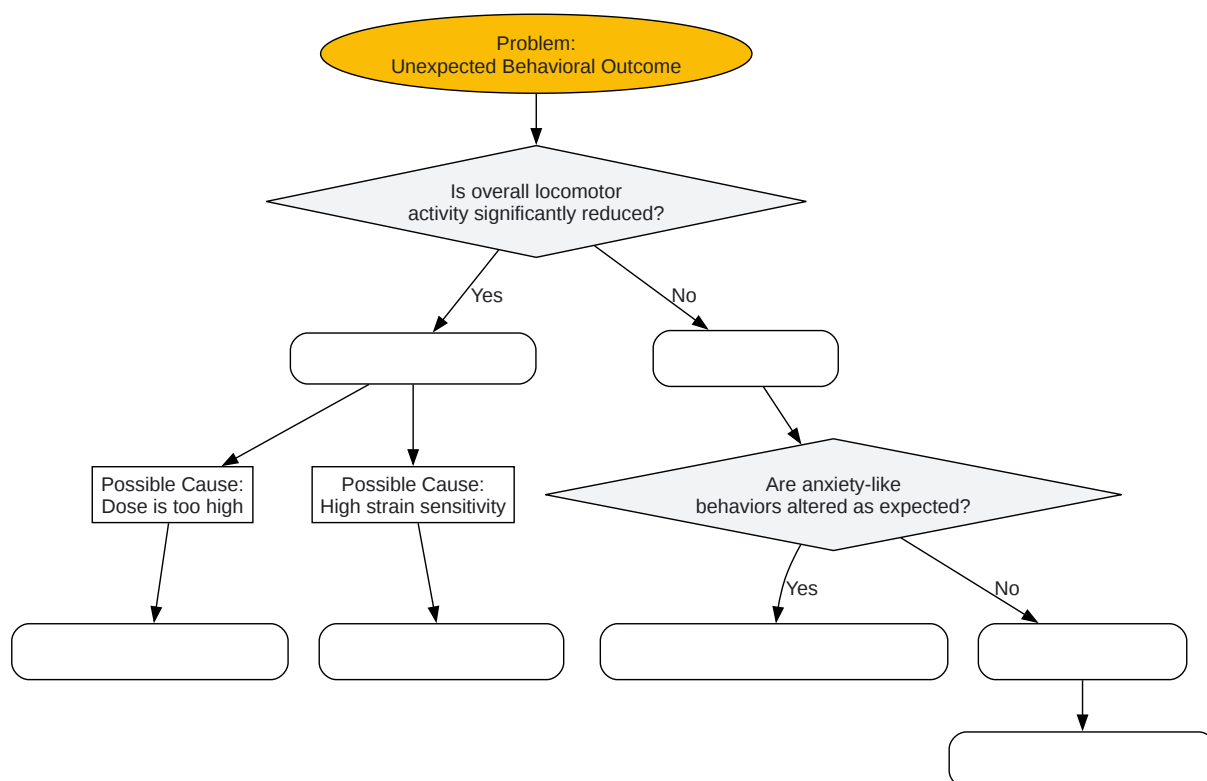 Problem:
Unexpected Behavioral Outcome
Is overall locomotor
activity significantly reduced?
Yes
No
Possible Cause:
Dose is too high
Possible Cause:
High strain sensitivity
Are anxiety-like
behaviors altered as expected?
Yes
No